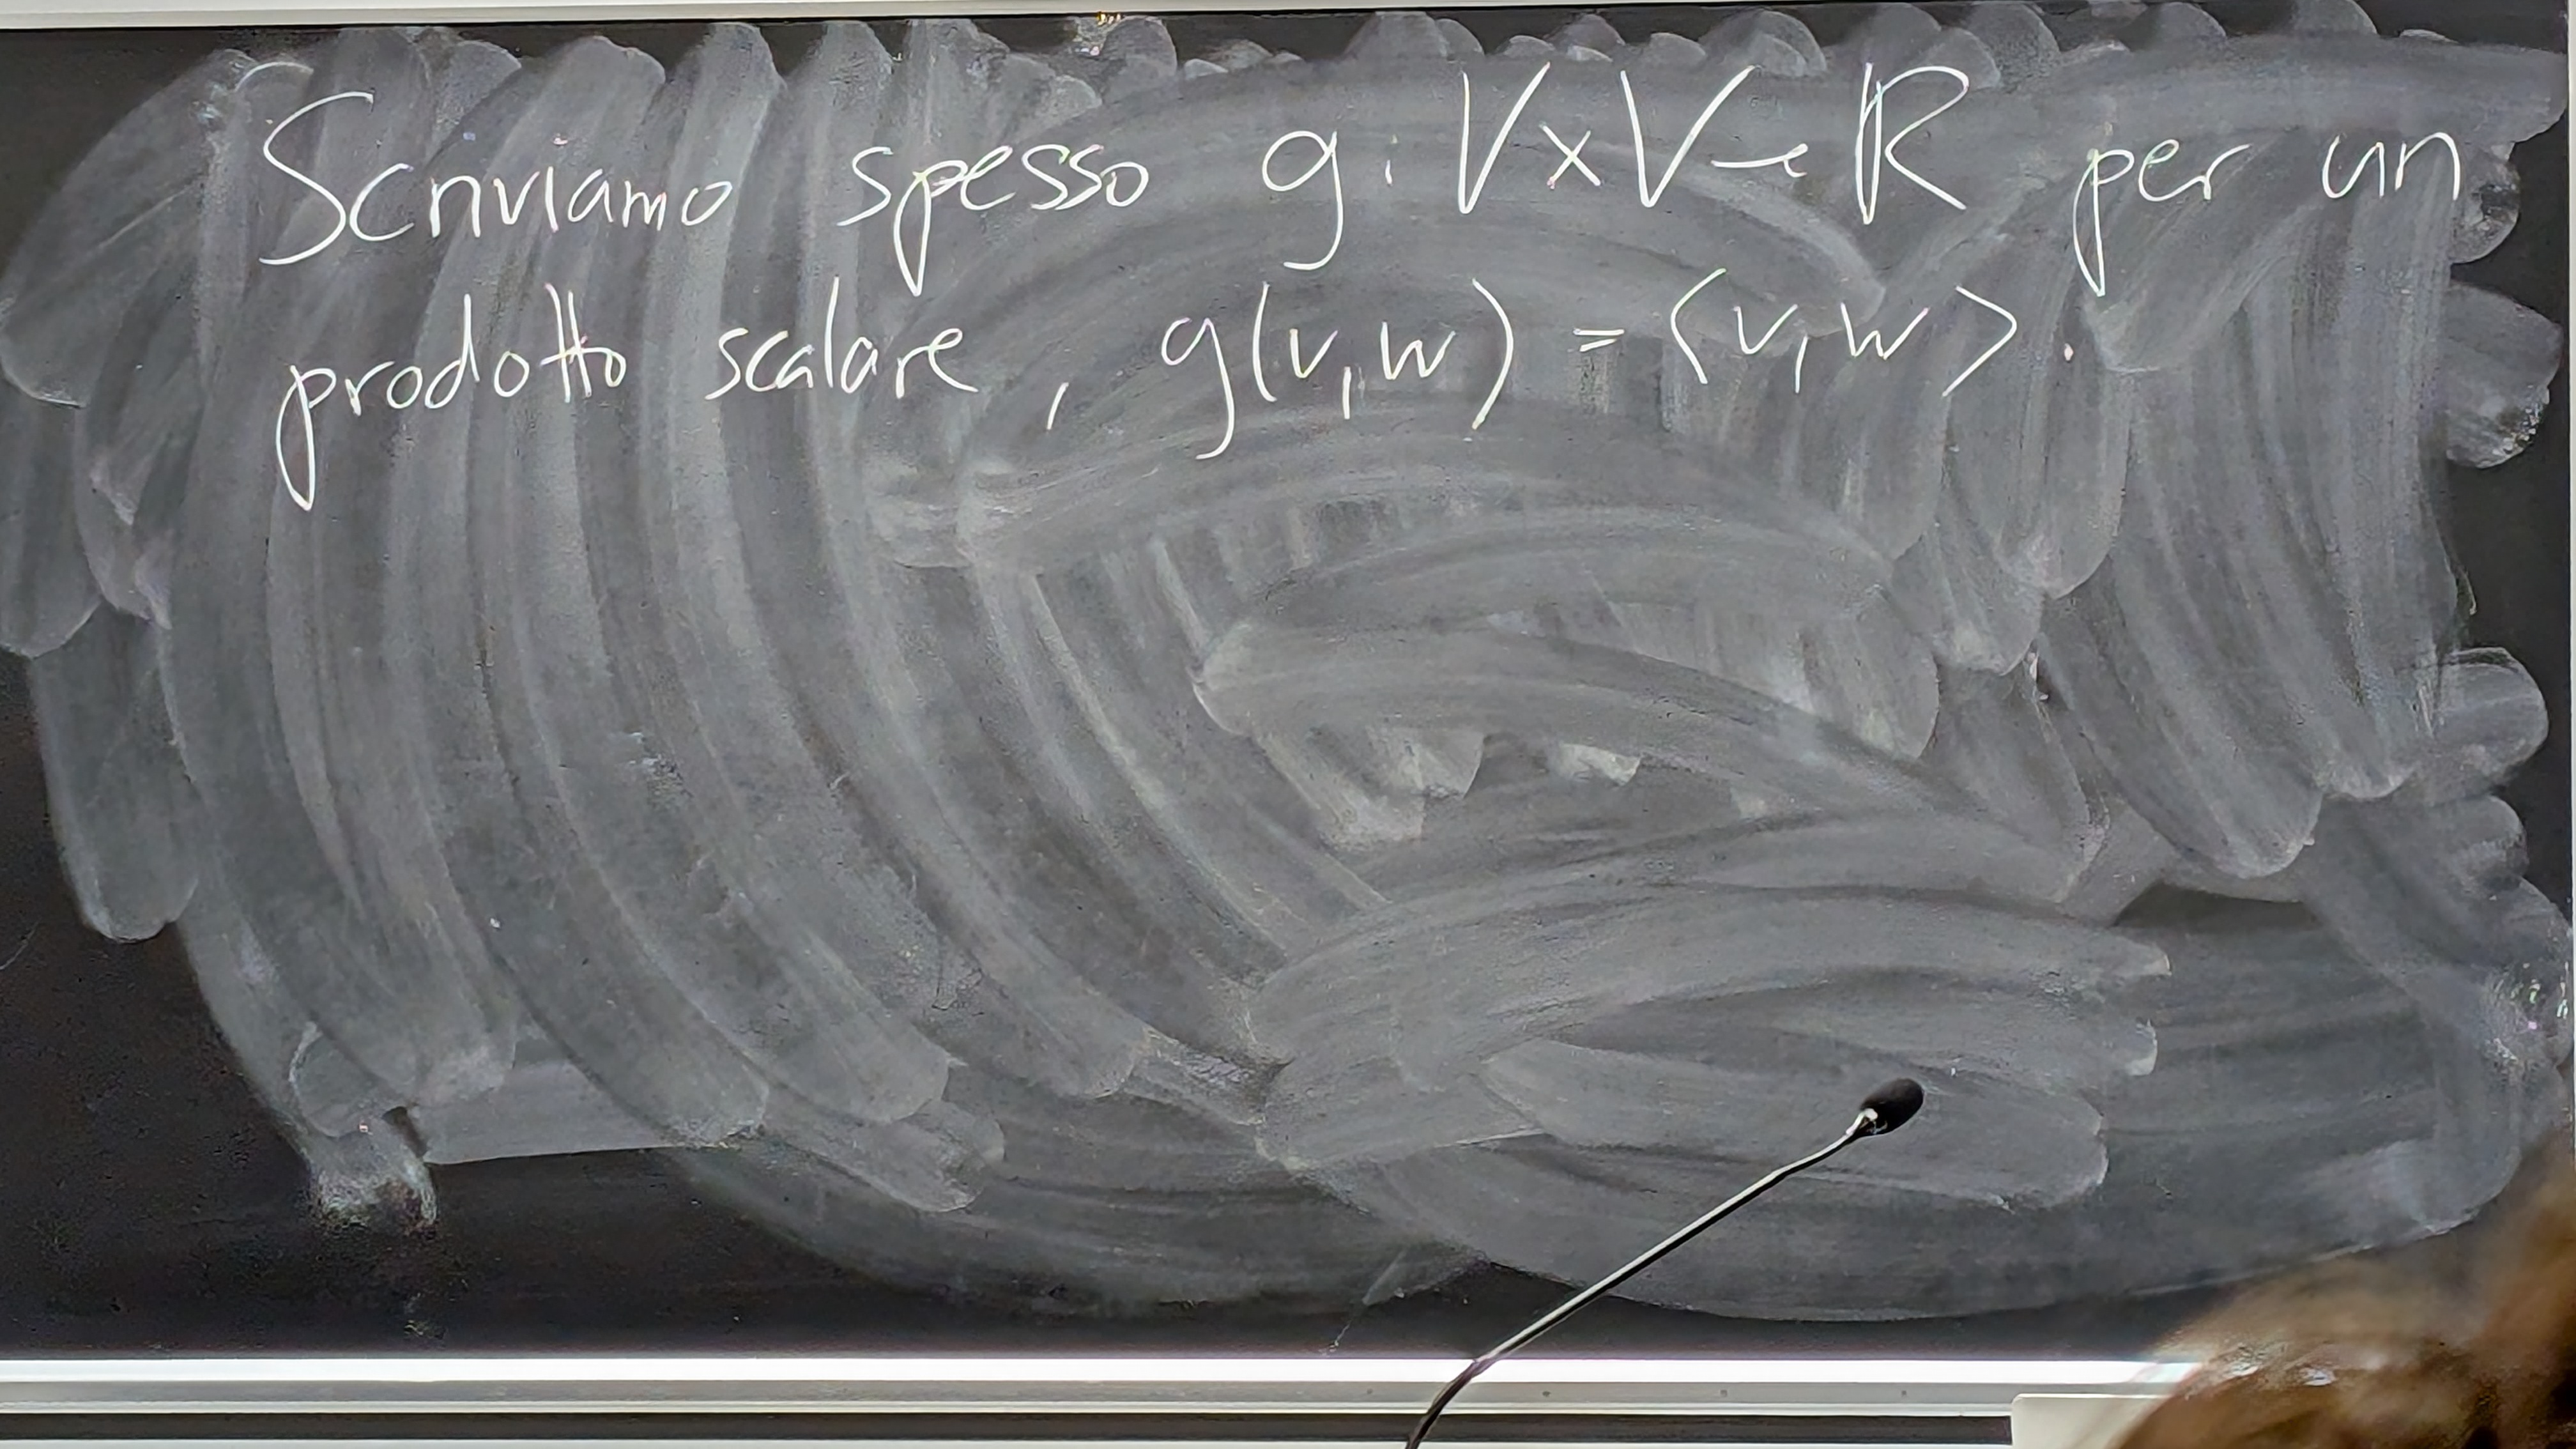 Scriviamo spesso g: V×V→ℝ per un
prodotto scalare, g(v,w) = ⟨v,w⟩.